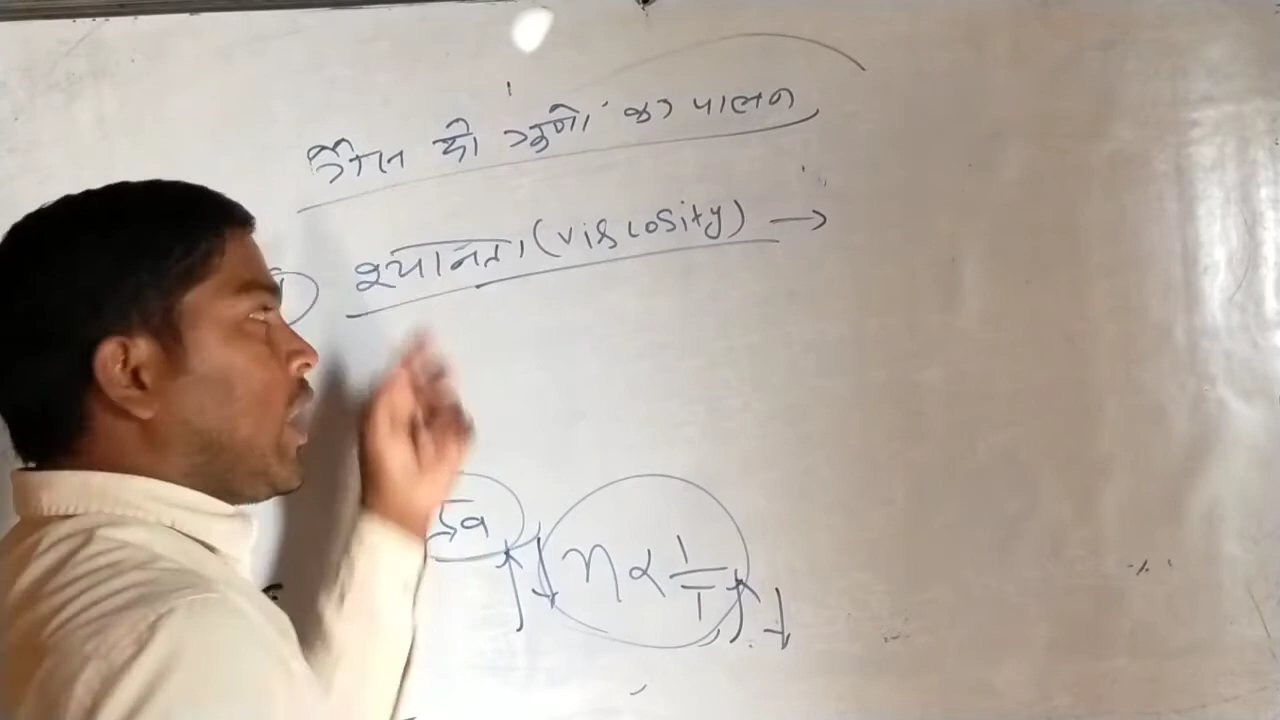 तेल के गुणों का पालन
श्यानता (viscosity) →
द्रव ↑↓ η ∝ 1/T ↑↓